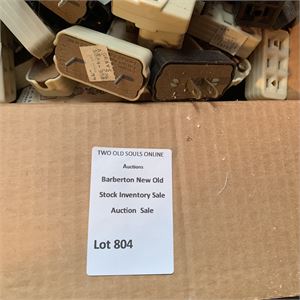 TWO OLD SOULS ONLINE
Auctions
Barberton New Old
Stock Inventory Sale
Auction Sale
Lot 804